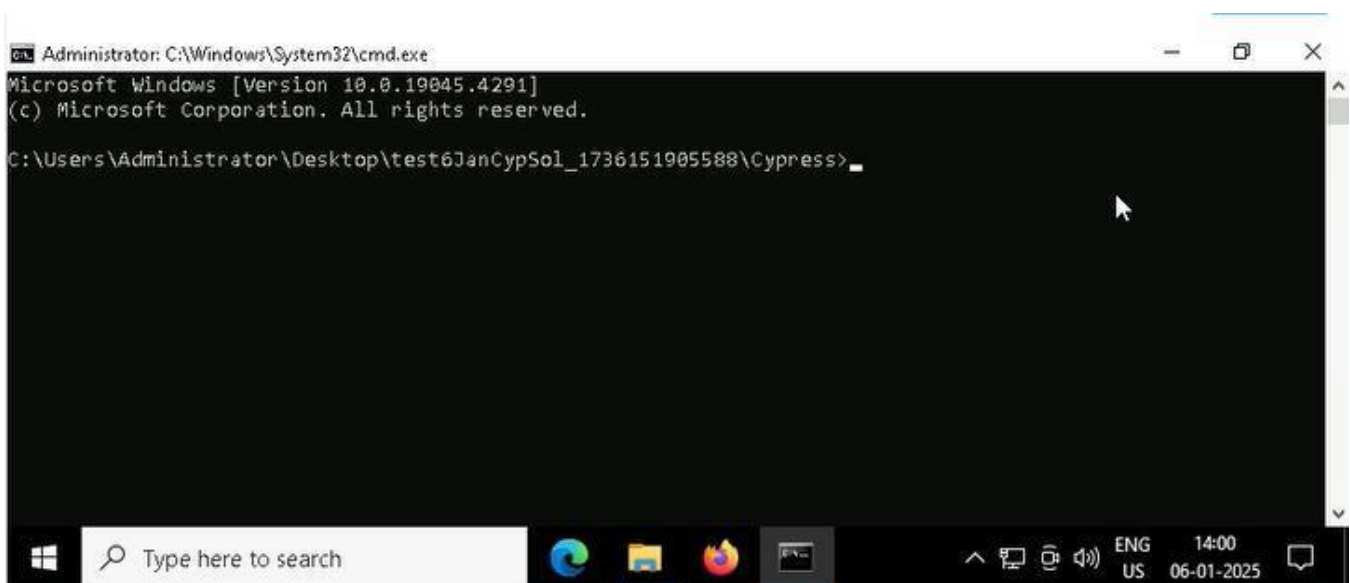 Administrator: C:\Windows\System32\cmd.exe
Microsoft Windows [Version 10.0.19045.4291]
(c) Microsoft Corporation. All rights reserved.
C:\Users\Administrator\Desktop\test6JanCypSol_1736151905588\Cypress>
Type here to search
ENG
US
14:00
06-01-2025